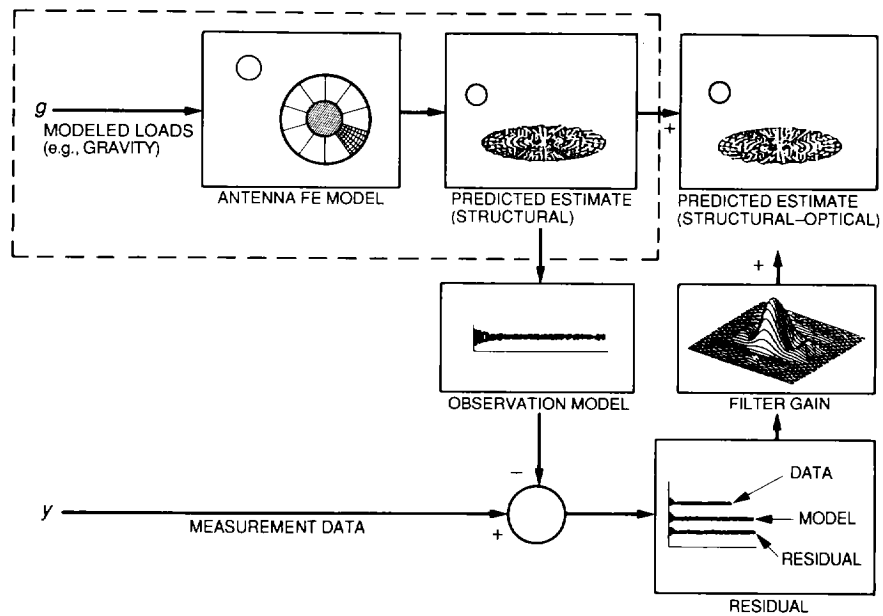 g
MODELED LOADS
(e.g., GRAVITY)
ANTENNA FE MODEL
PREDICTED ESTIMATE
(STRUCTURAL)
+
PREDICTED ESTIMATE
(STRUCTURAL–OPTICAL)
+
OBSERVATION MODEL
FILTER GAIN
–
y
MEASUREMENT DATA
+
DATA
MODEL
RESIDUAL
RESIDUAL